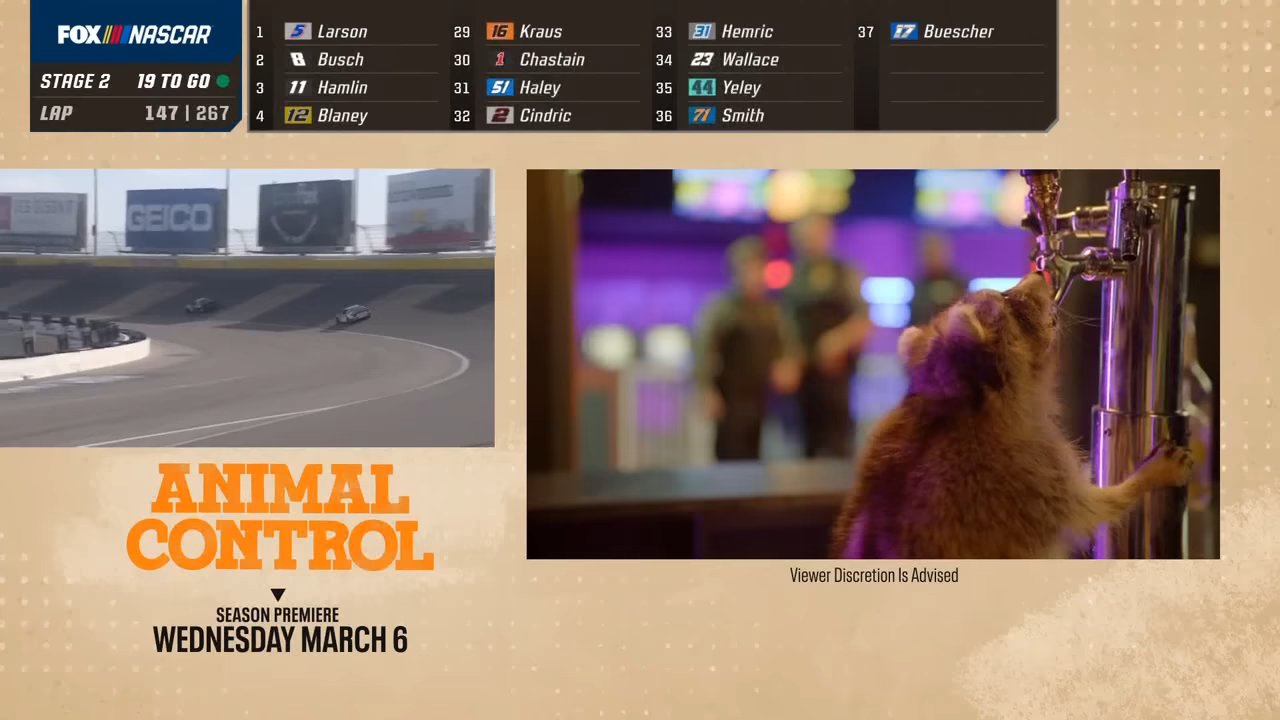 FOX NASCAR
STAGE 2 19 TO GO
LAP 147 | 267
1 5 Larson
2 8 Busch
3 11 Hamlin
4 12 Blaney
29 16 Kraus
30 1 Chastain
31 51 Haley
32 2 Cindric
33 31 Hemric
34 23 Wallace
35 44 Yeley
36 71 Smith
37 17 Buescher
GEICO
ANIMAL
CONTROL
SEASON PREMIERE
WEDNESDAY MARCH 6
Viewer Discretion Is Advised